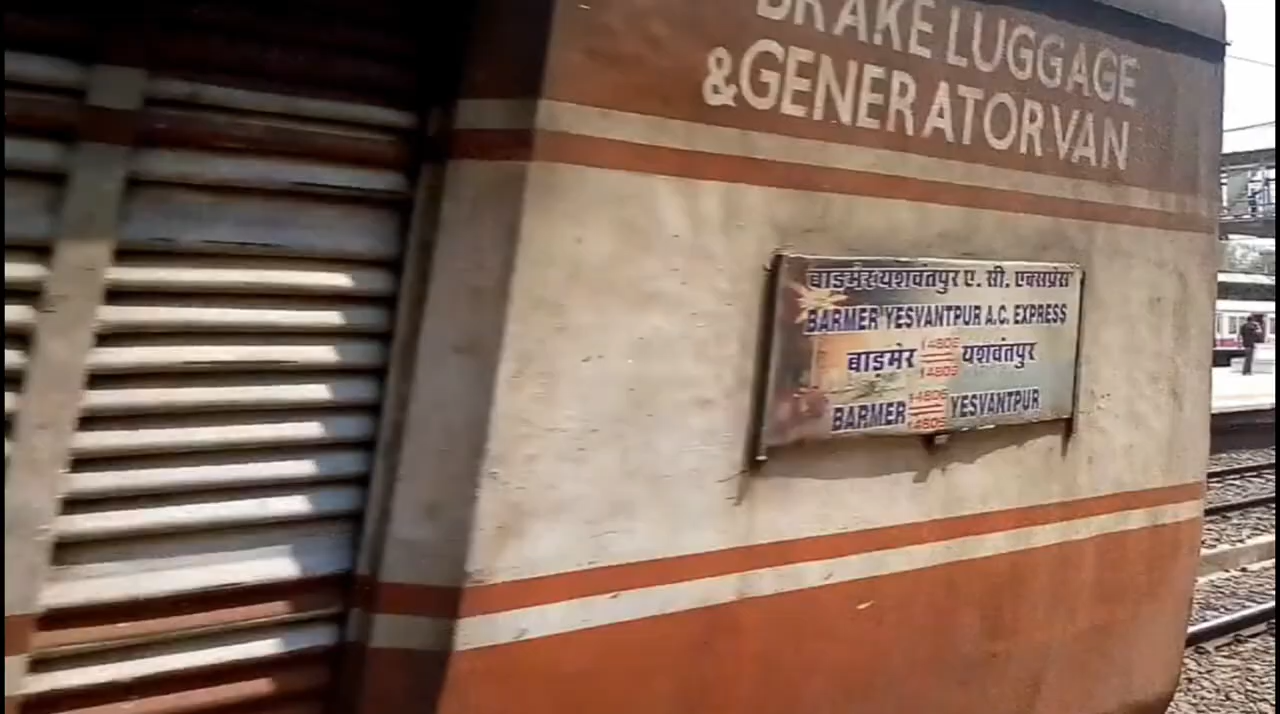 BRAKE LUGGAGE
&GENERATOR VAN
बाड़मेर यशवंतपुर ए. सी. एक्सप्रेस
BARMER YESVANTPUR A.C. EXPRESS
बाड़मेर 14806 14805 यशवंतपुर
BARMER 14806 14805 YESVANTPUR